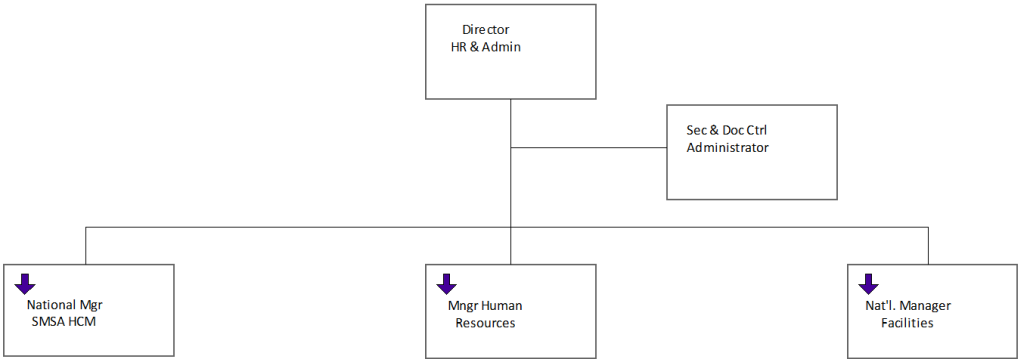 Director
HR & Admin
Sec & Doc Ctrl
Administrator
National Mgr
SMSA HCM
Mngr Human
Resources
Nat'l. Manager
Facilities